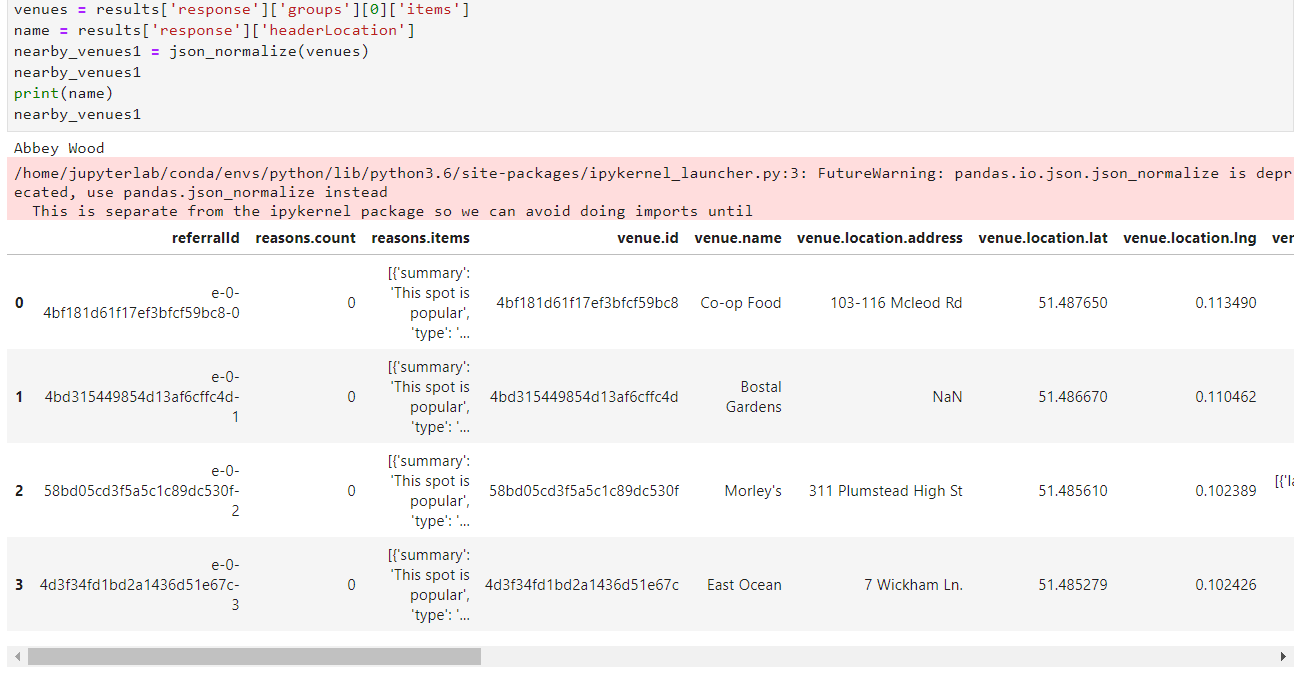 venues = results['response']['groups'][0]['items']
name = results['response']['headerLocation']
nearby_venues1 = json_normalize(venues)
nearby_venues1
print(name)
nearby_venues1
Abbey Wood
/home/jupyterlab/conda/envs/python/lib/python3.6/site-packages/ipykernel_launcher.py:3: FutureWarning: pandas.io.json.json_normalize is depr
ecated, use pandas.json_normalize instead
  This is separate from the ipykernel package so we can avoid doing imports until
referralId reasons.count reasons.items venue.id venue.name venue.location.address venue.location.lat venue.location.lng ven
[{'summary':
e-0- 'This spot is
0 4bf181d61f17ef3bfcf59bc8-0 0 popular', 4bf181d61f17ef3bfcf59bc8 Co-op Food 103-116 Mcleod Rd 51.487650 0.113490
'type': '...
[{'summary':
e-0- 'This spot is Bostal
1 4bd315449854d13af6cffc4d- 0 popular', 4bd315449854d13af6cffc4d Gardens NaN 51.486670 0.110462
1 'type': '...
[{'summary':
e-0- 'This spot is
2 58bd05cd3f5a5c1c89dc530f- 0 popular', 58bd05cd3f5a5c1c89dc530f Morley's 311 Plumstead High St 51.485610 0.102389 [{'la
2 'type': '...
[{'summary':
e-0- 'This spot is
3 4d3f34fd1bd2a1436d51e67c- 0 popular', 4d3f34fd1bd2a1436d51e67c East Ocean 7 Wickham Ln. 51.485279 0.102426
3 'type': '...